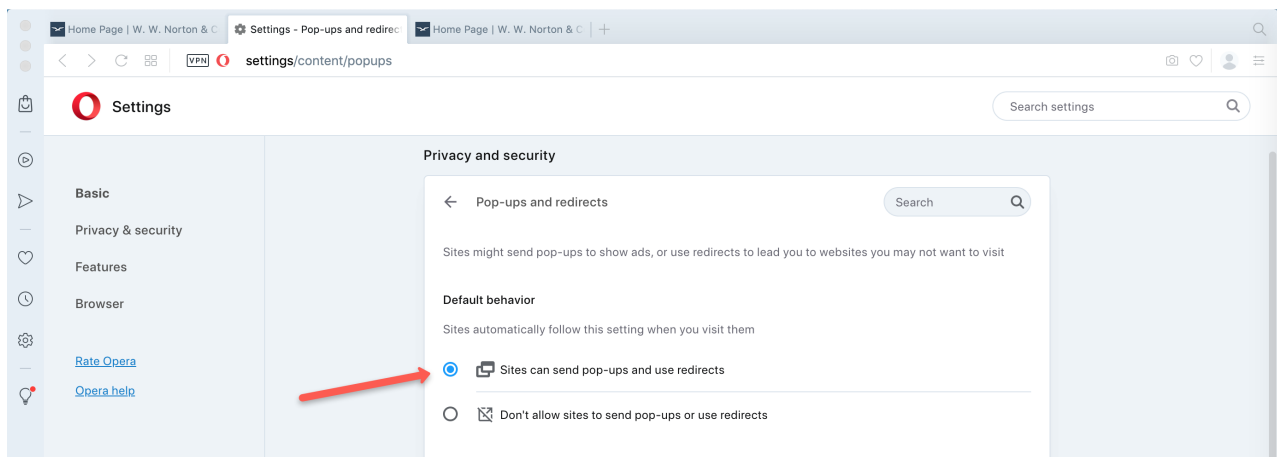 Home Page | W. W. Norton & C
Settings - Pop-ups and redirec
Home Page | W. W. Norton & C
VPN
settings/content/popups
Settings
Search settings
Privacy and security
Basic
Privacy & security
Features
Browser
Rate Opera
Opera help
Pop-ups and redirects
Search
Sites might send pop-ups to show ads, or use redirects to lead you to websites you may not want to visit
Default behavior
Sites automatically follow this setting when you visit them
Sites can send pop-ups and use redirects
Don't allow sites to send pop-ups or use redirects